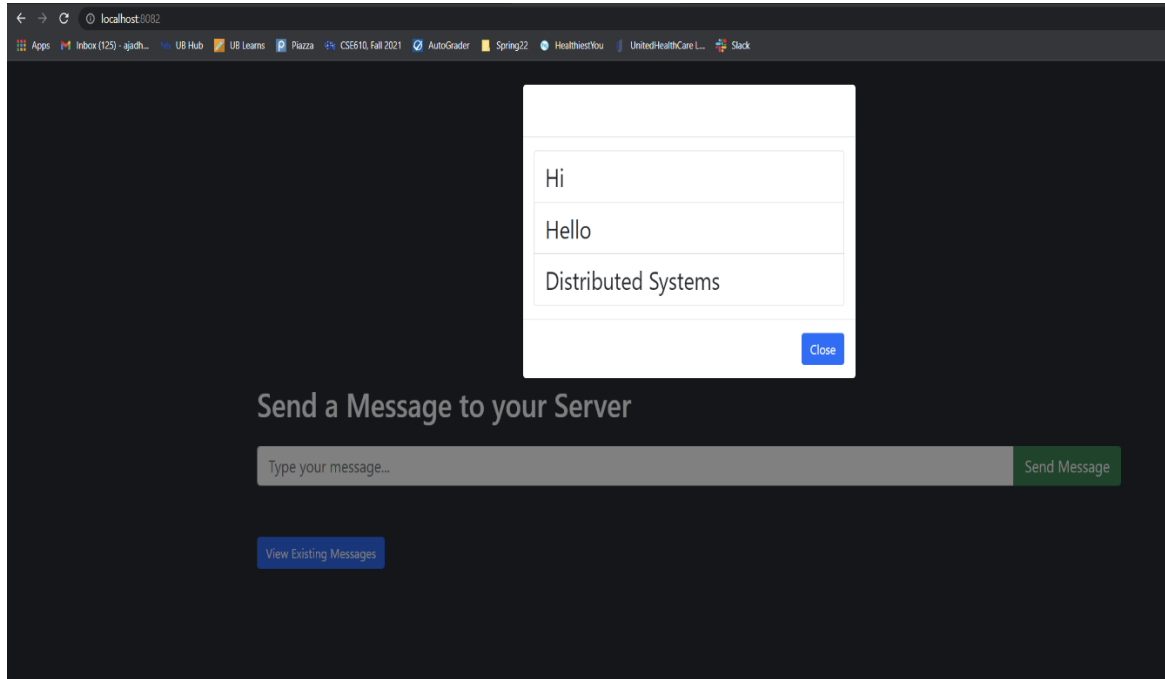 localhost:8082
Apps Inbox (125) - ajadh... UB Hub UB Learns Piazza CSE610, Fall 2021 AutoGrader Spring22 HealthiestYou UnitedHealthCare L... Slack
Hi
Hello
Distributed Systems
Close
Send a Message to your Server
Type your message... Send Message
View Existing Messages